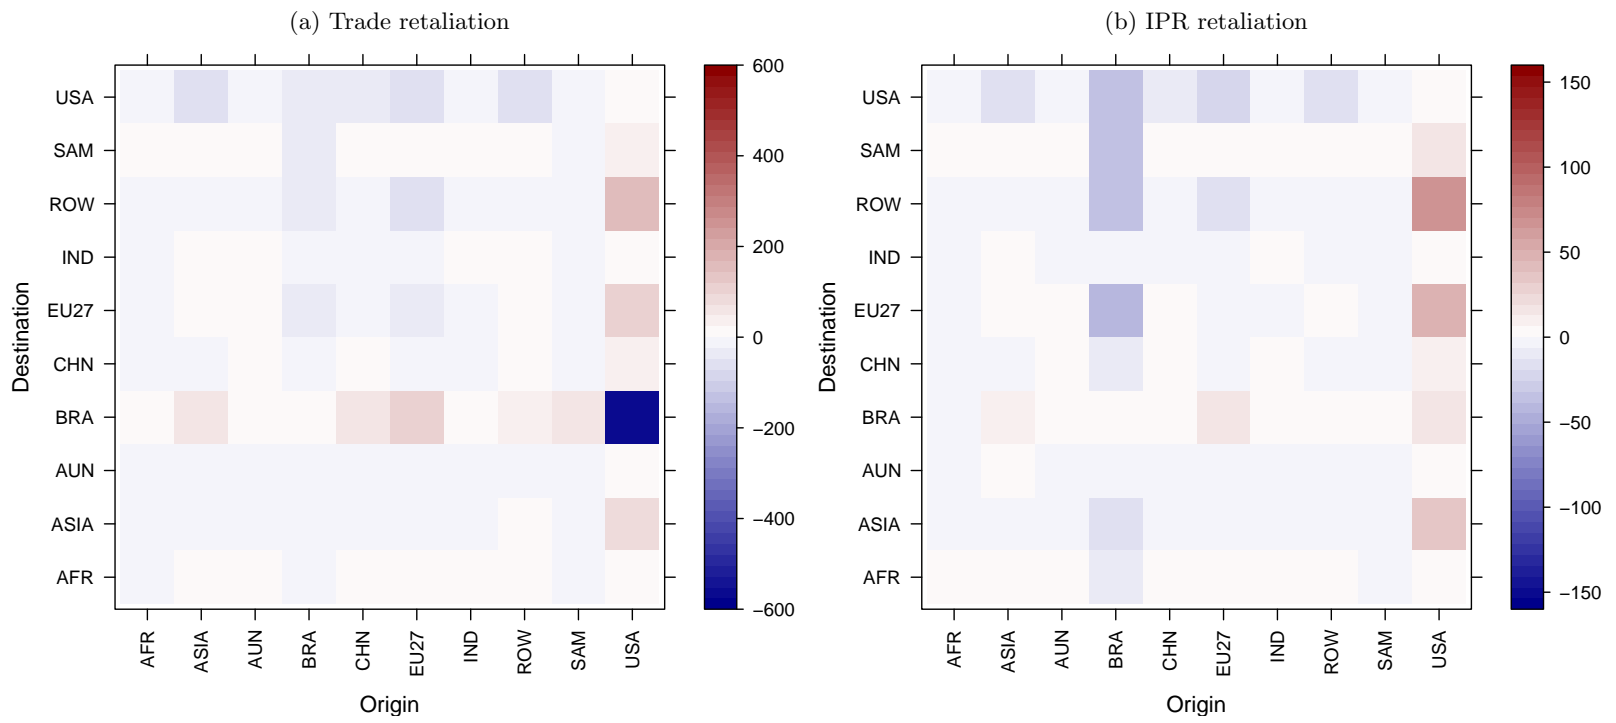 (a) Trade retaliation
USA
SAM
ROW
IND
EU27
CHN
BRA
AUN
ASIA
AFR
Destination
AFR
ASIA
AUN
BRA
CHN
EU27
IND
ROW
SAM
USA
Origin
600
400
200
0
−200
−400
−600
(b) IPR retaliation
USA
SAM
ROW
IND
EU27
CHN
BRA
AUN
ASIA
AFR
Destination
AFR
ASIA
AUN
BRA
CHN
EU27
IND
ROW
SAM
USA
Origin
150
100
50
0
−50
−100
−150